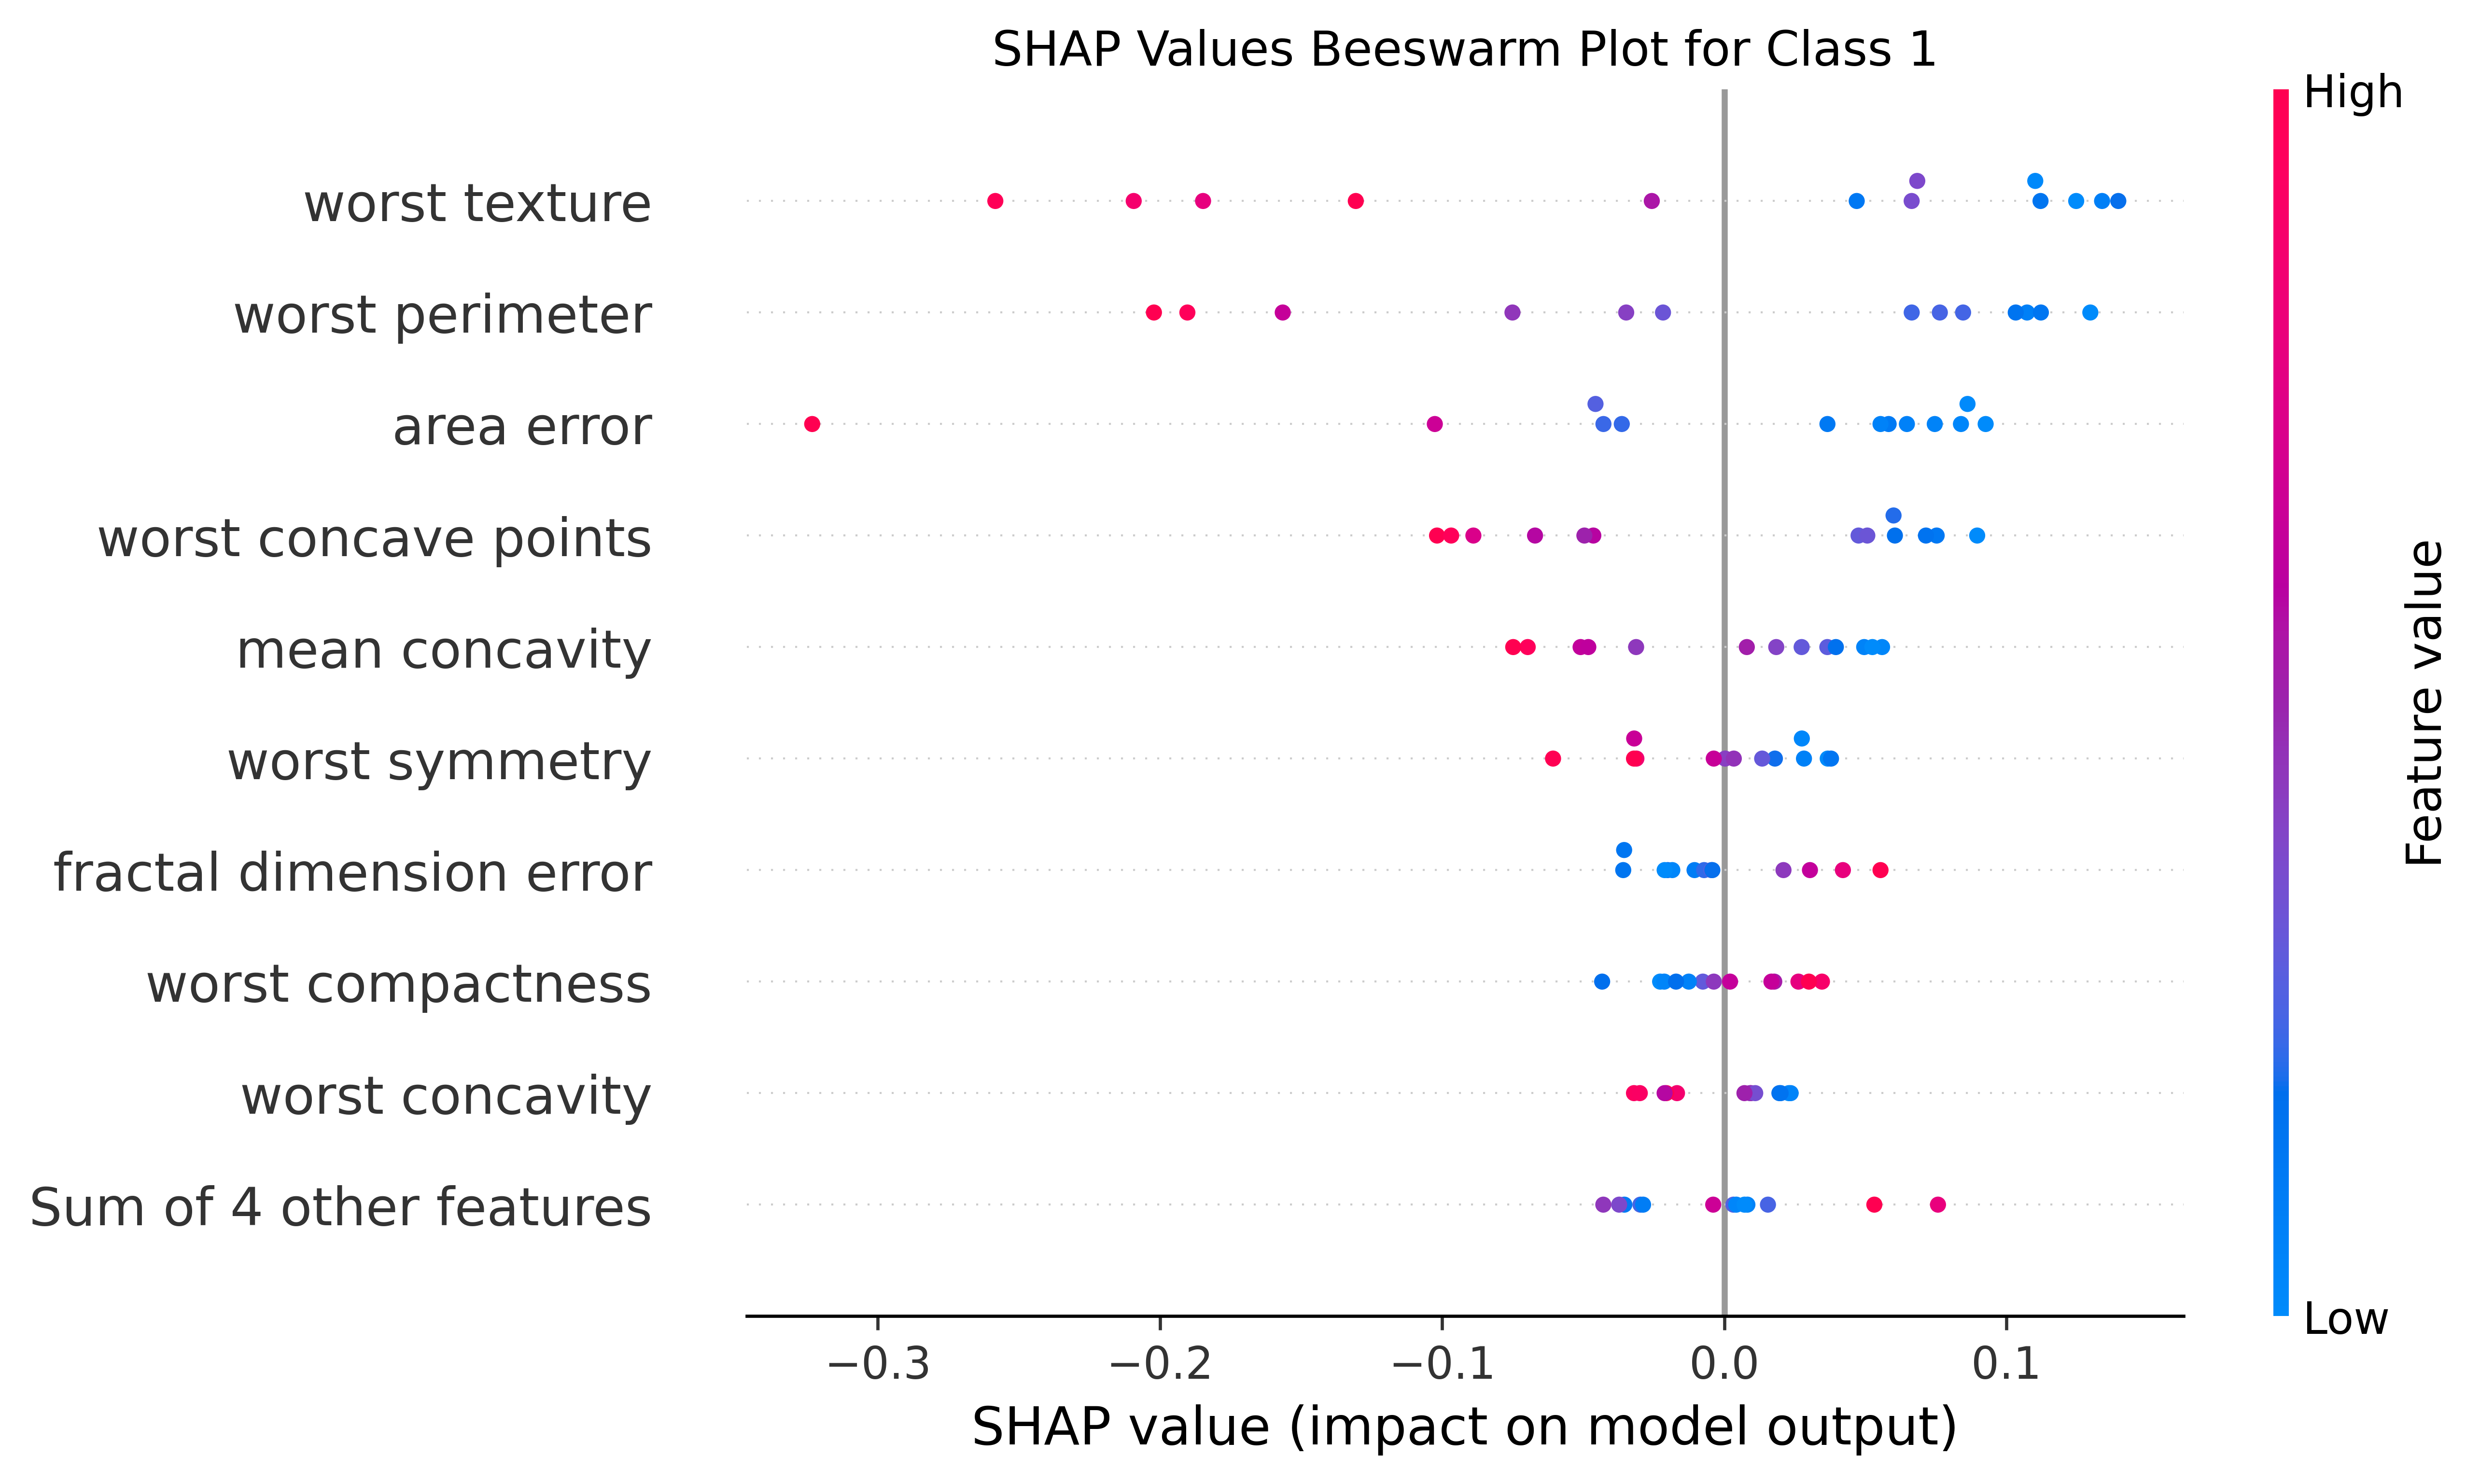 SHAP Values Beeswarm Plot for Class 1
High
worst texture
worst perimeter
area error
worst concave points
mean concavity
worst symmetry
fractal dimension error
worst compactness
worst concavity
Sum of 4 other features
Feature value
Low
−0.3 −0.2 −0.1 0.0 0.1
SHAP value (impact on model output)